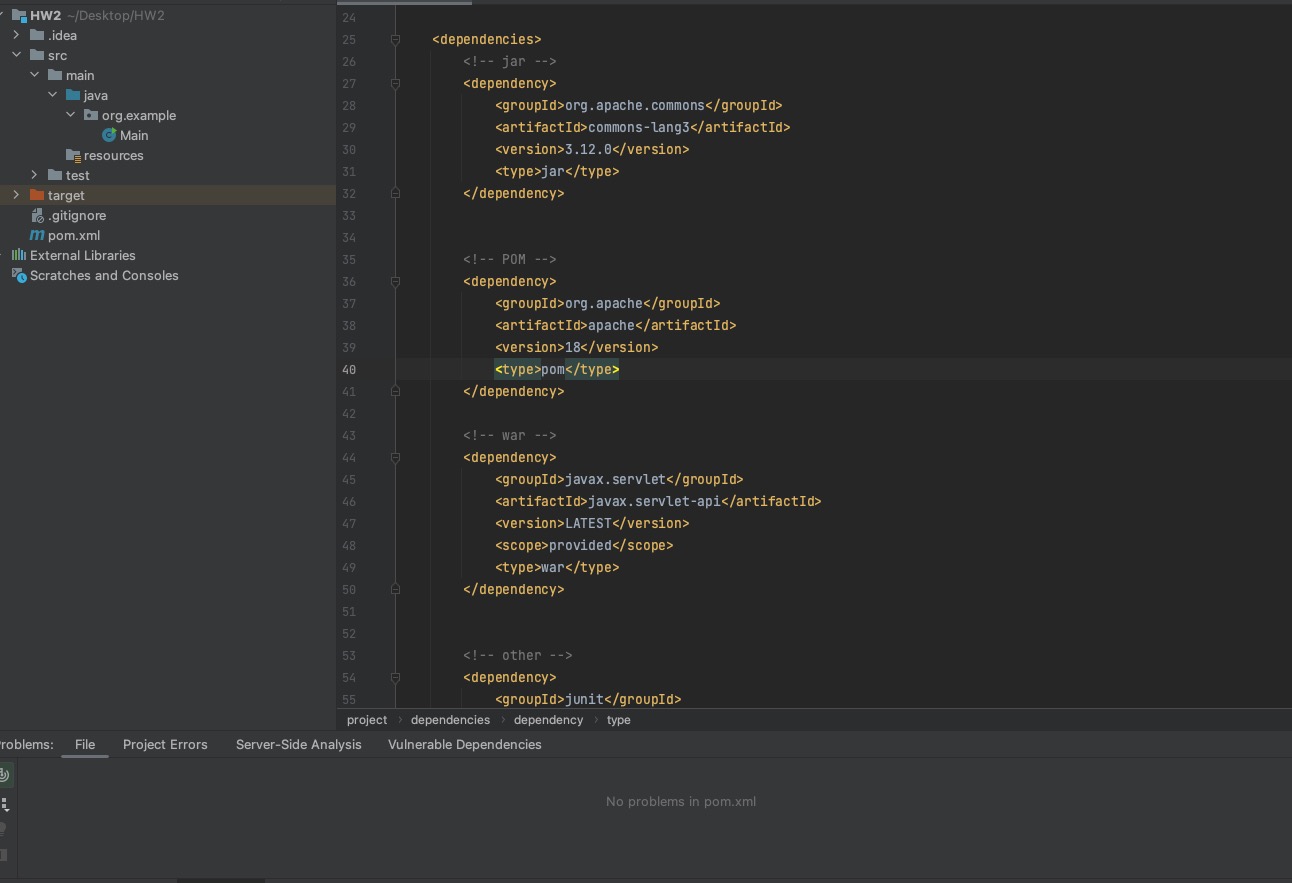 HW2 ~/Desktop/HW2
.idea
src
main
java
org.example
Main
resources
test
target
.gitignore
pom.xml
External Libraries
Scratches and Consoles
24
25 <dependencies>
26 <!-- jar -->
27 <dependency>
28 <groupId>org.apache.commons</groupId>
29 <artifactId>commons-lang3</artifactId>
30 <version>3.12.0</version>
31 <type>jar</type>
32 </dependency>
33
34
35 <!-- POM -->
36 <dependency>
37 <groupId>org.apache</groupId>
38 <artifactId>apache</artifactId>
39 <version>18</version>
40 <type>pom</type>
41 </dependency>
42
43 <!-- war -->
44 <dependency>
45 <groupId>javax.servlet</groupId>
46 <artifactId>javax.servlet-api</artifactId>
47 <version>LATEST</version>
48 <scope>provided</scope>
49 <type>war</type>
50 </dependency>
51
52
53 <!-- other -->
54 <dependency>
55 <groupId>junit</groupId>
project › dependencies › dependency › type
roblems: File Project Errors Server-Side Analysis Vulnerable Dependencies
No problems in pom.xml